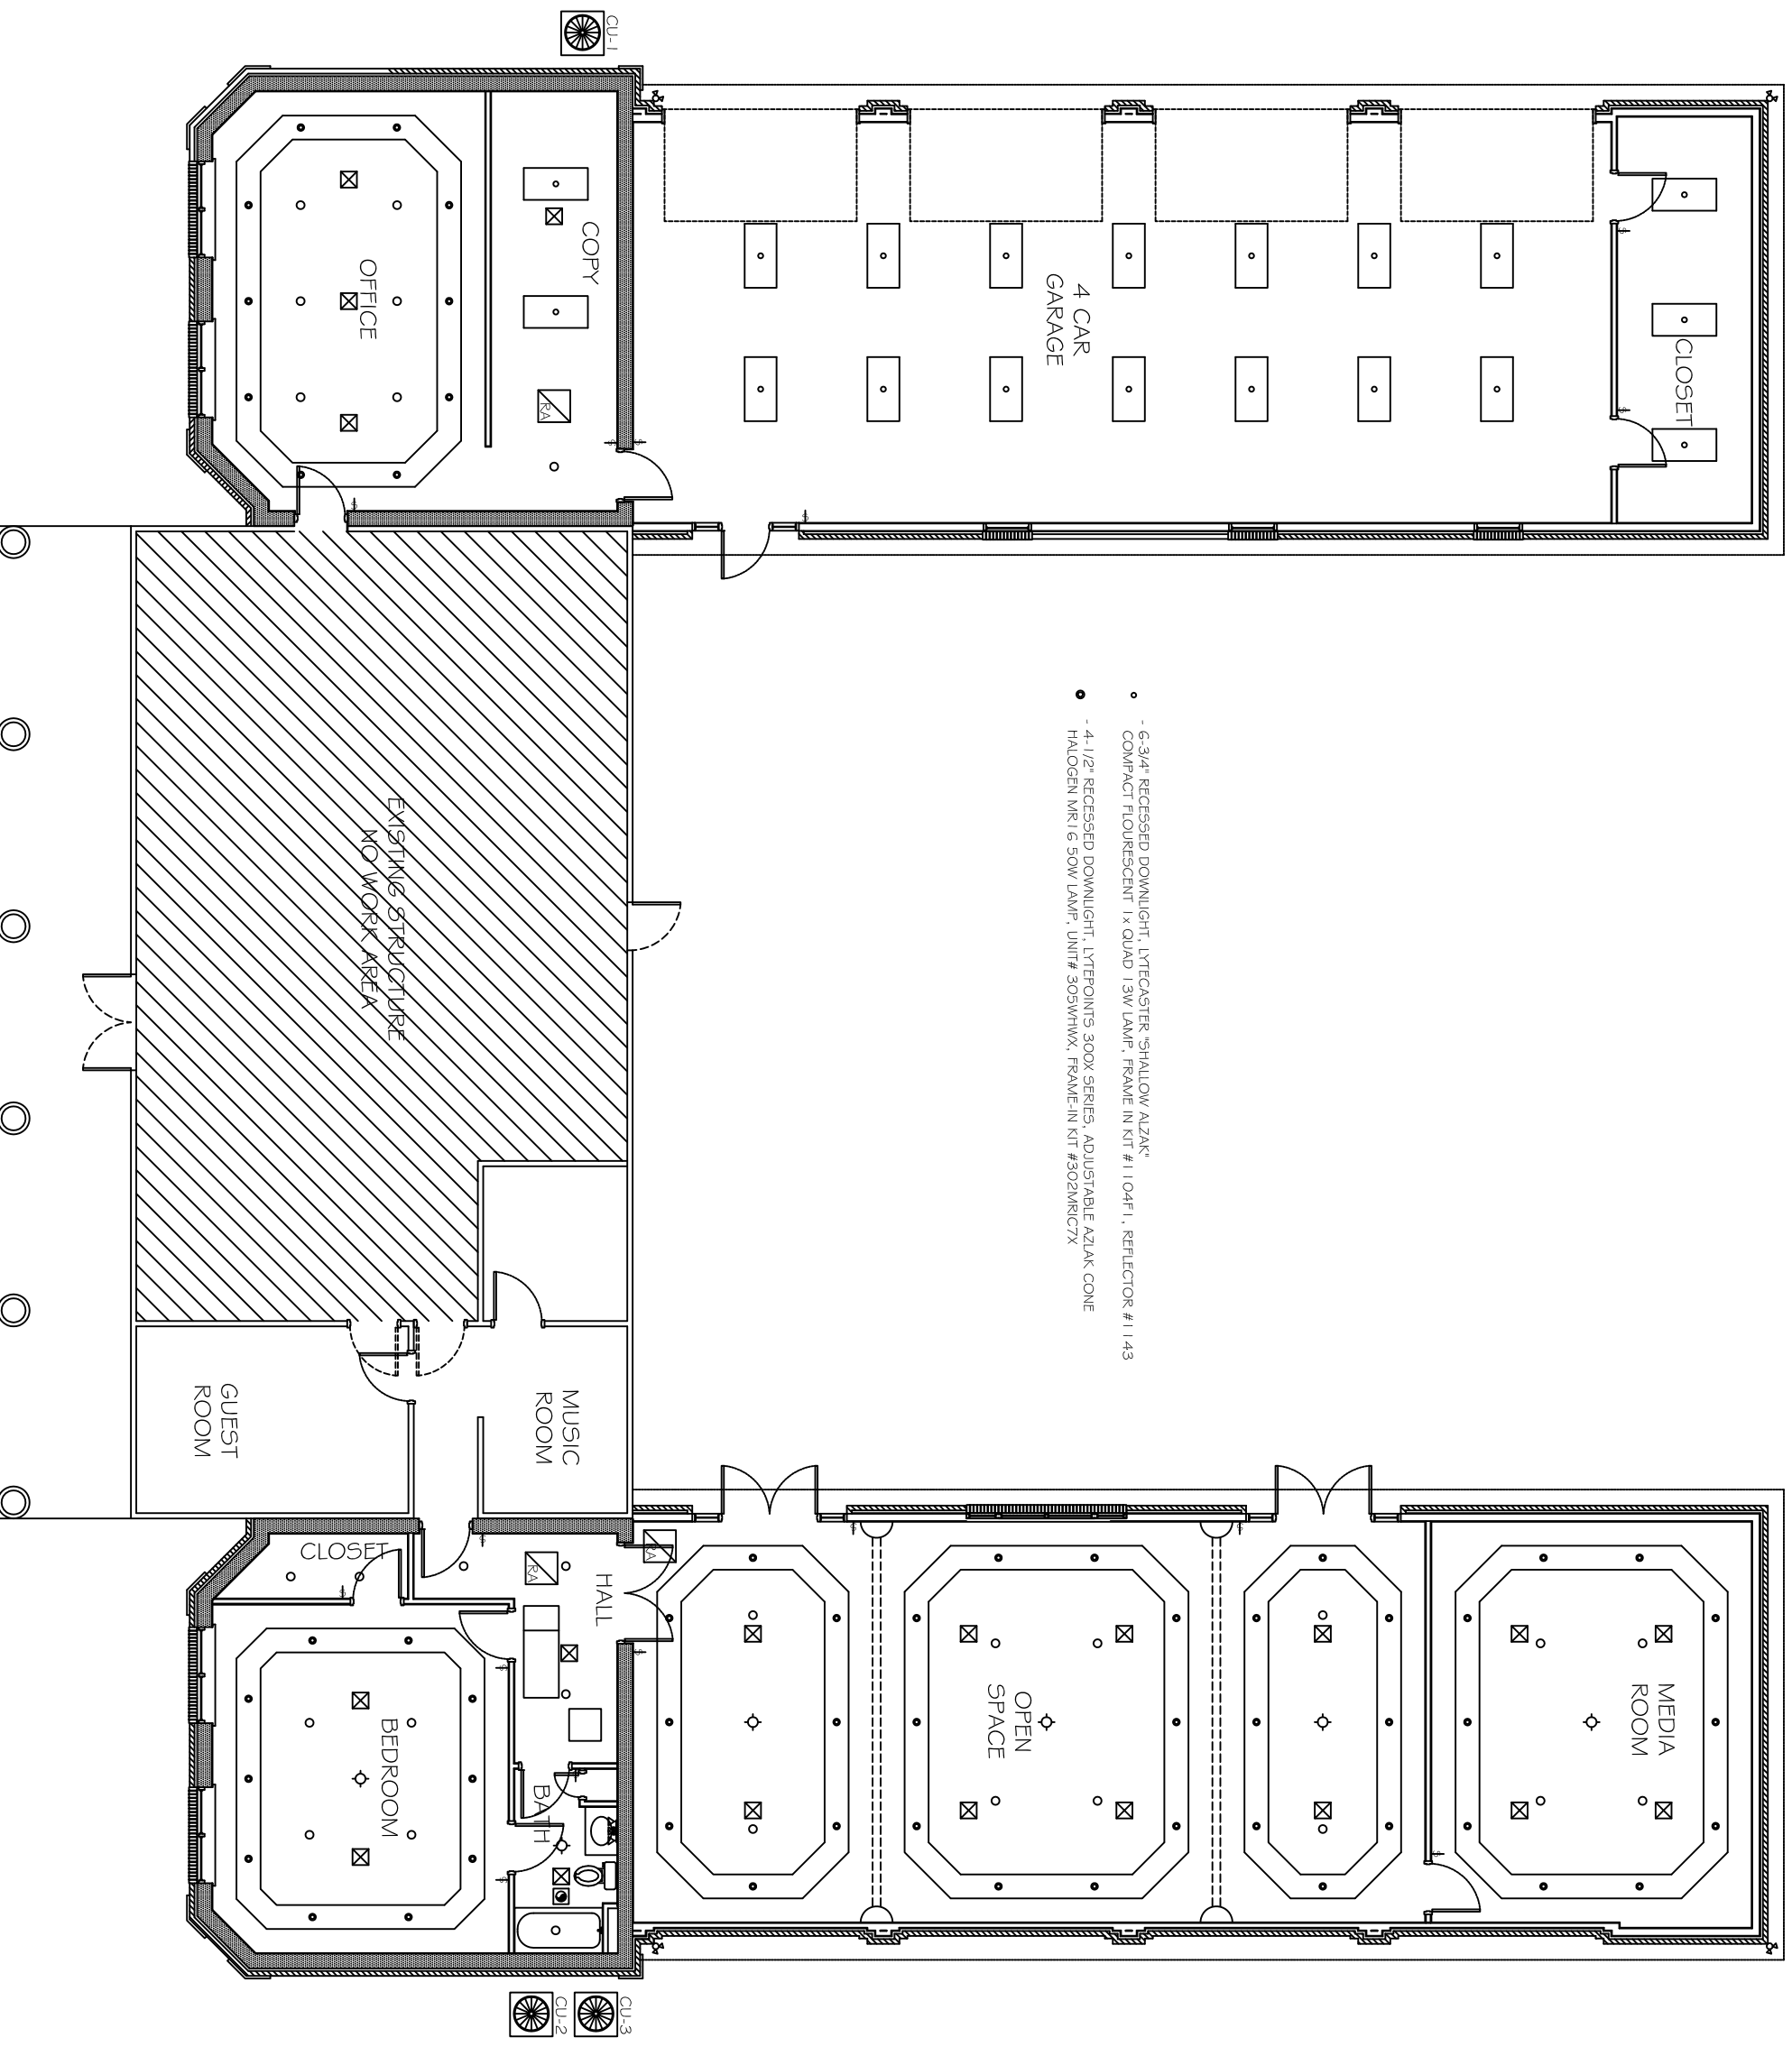 CU-1
COPY
OFFICE
4 CAR
GARAGE
CLOSET
- 6-3/4" RECESSED DOWNLIGHT, LYTECASTER "SHALLOW ALZAK"
COMPACT FLOURESCENT 1x QUAD 13W LAMP, FRAME IN KIT #1104F1, REFLECTOR #1143
- 4-1/2" RECESSED DOWNLIGHT, LYTEPOINTS 300X SERIES, ADJUSTABLE AZLAK CONE
HALOGEN MR16 50W LAMP, UNIT# 305WHWX, FRAME-IN KIT #302MRIC7X
EXISTING STRUCTURE
NO WORK AREA
GUEST
ROOM
MUSIC
ROOM
CLOSET
HALL
RA
RA
RA
BEDROOM
BATH
OPEN
SPACE
MEDIA
ROOM
CU-2
CU-3
$
$
$
$
$
$
$
$
$
$
$
$
$
$